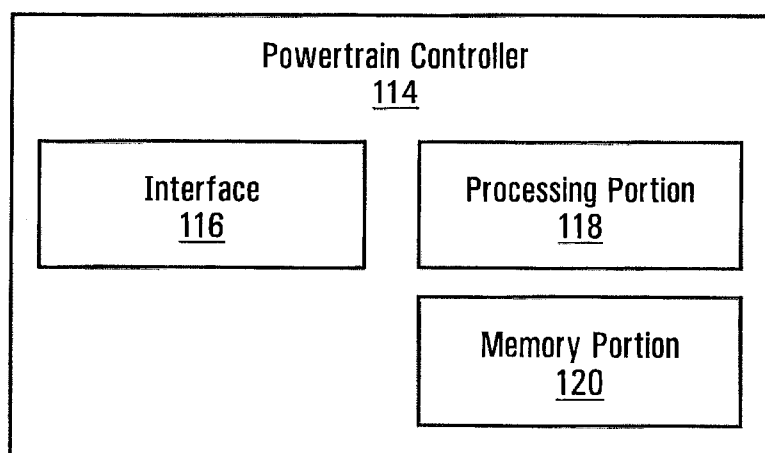 Powertrain Controller
114
Interface
116
Processing Portion
118
Memory Portion
120